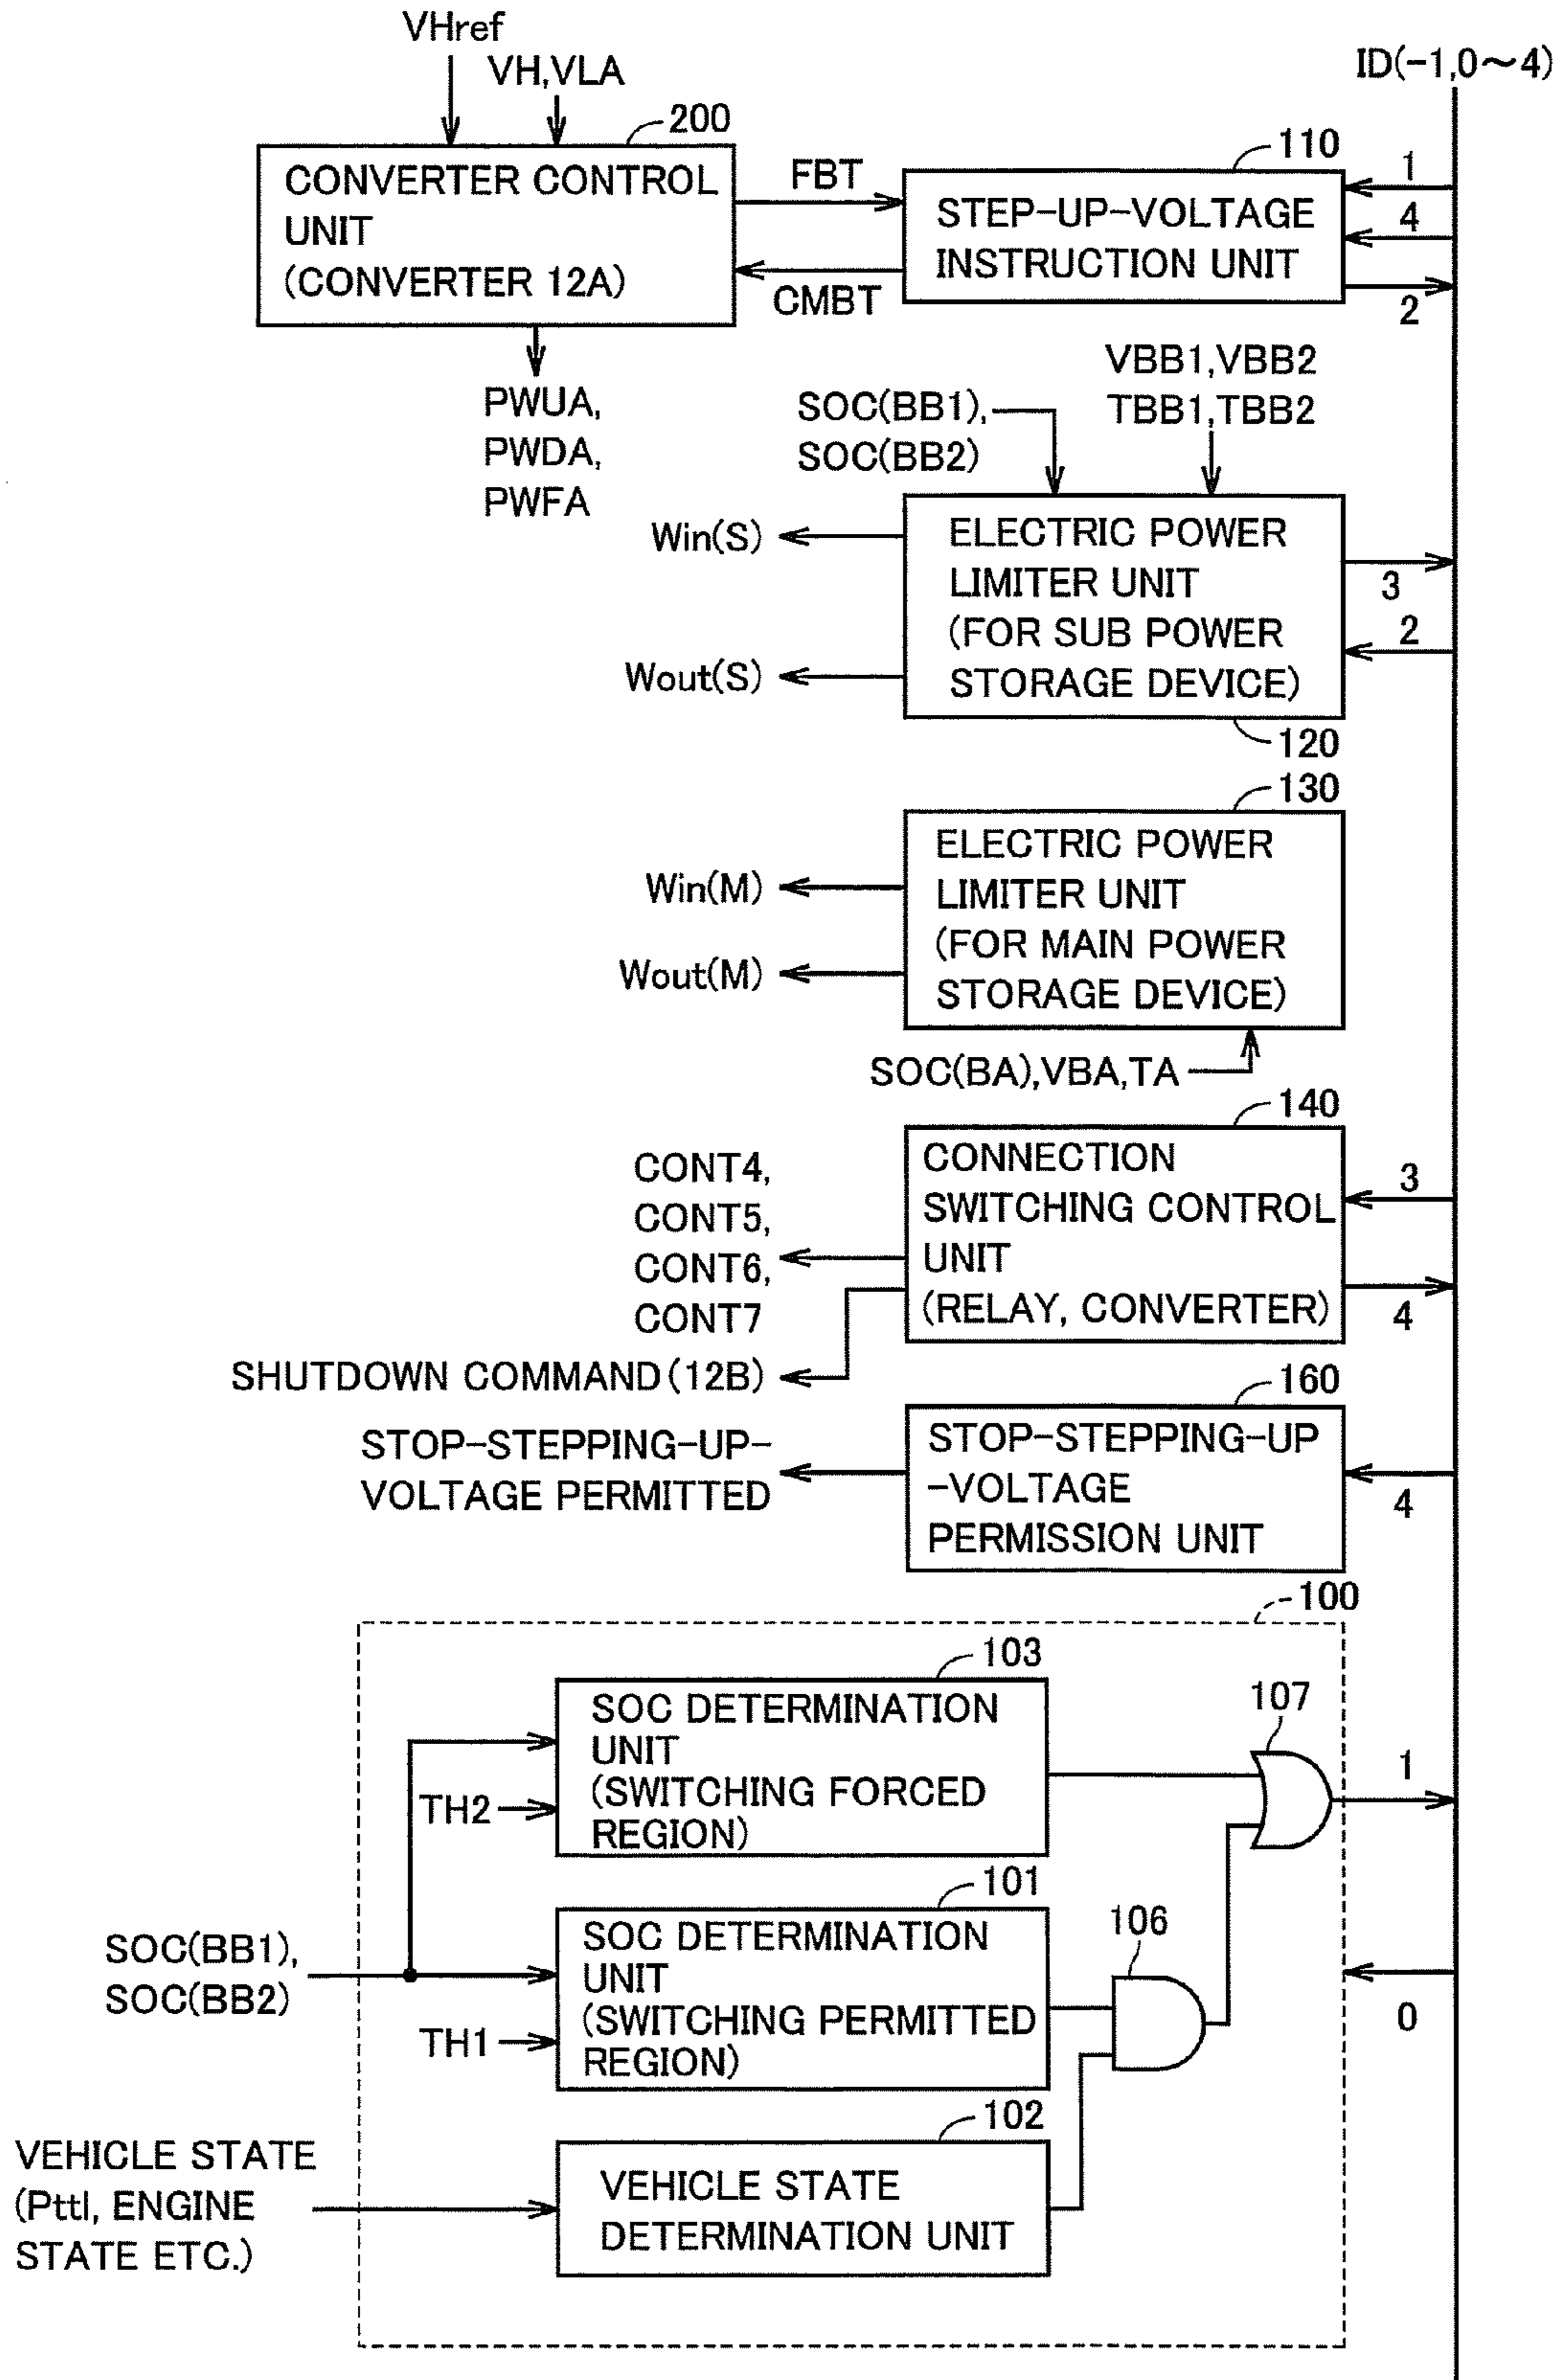 VHref
VH,VLA
ID(-1,0~4)
200
CONVERTER CONTROL
UNIT
(CONVERTER 12A)
FBT
CMBT
110
STEP-UP-VOLTAGE
INSTRUCTION UNIT
1
4
2
PWUA,
PWDA,
PWFA
SOC(BB1),
SOC(BB2)
VBB1,VBB2
TBB1,TBB2
Win(S)
Wout(S)
ELECTRIC POWER
LIMITER UNIT
(FOR SUB POWER
STORAGE DEVICE)
3
2
120
130
ELECTRIC POWER
LIMITER UNIT
(FOR MAIN POWER
STORAGE DEVICE)
Win(M)
Wout(M)
SOC(BA),VBA,TA
140
CONNECTION
SWITCHING CONTROL
UNIT
(RELAY, CONVERTER)
3
4
CONT4,
CONT5,
CONT6,
CONT7
SHUTDOWN COMMAND(12B)
160
STOP-STEPPING-UP
-VOLTAGE
PERMISSION UNIT
4
STOP-STEPPING-UP-
VOLTAGE PERMITTED
100
103
SOC DETERMINATION
UNIT
(SWITCHING FORCED
REGION)
TH2
107
1
101
SOC DETERMINATION
UNIT
(SWITCHING PERMITTED
REGION)
SOC(BB1),
SOC(BB2)
TH1
106
0
102
VEHICLE STATE
DETERMINATION UNIT
VEHICLE STATE
(Pttl, ENGINE
STATE ETC.)